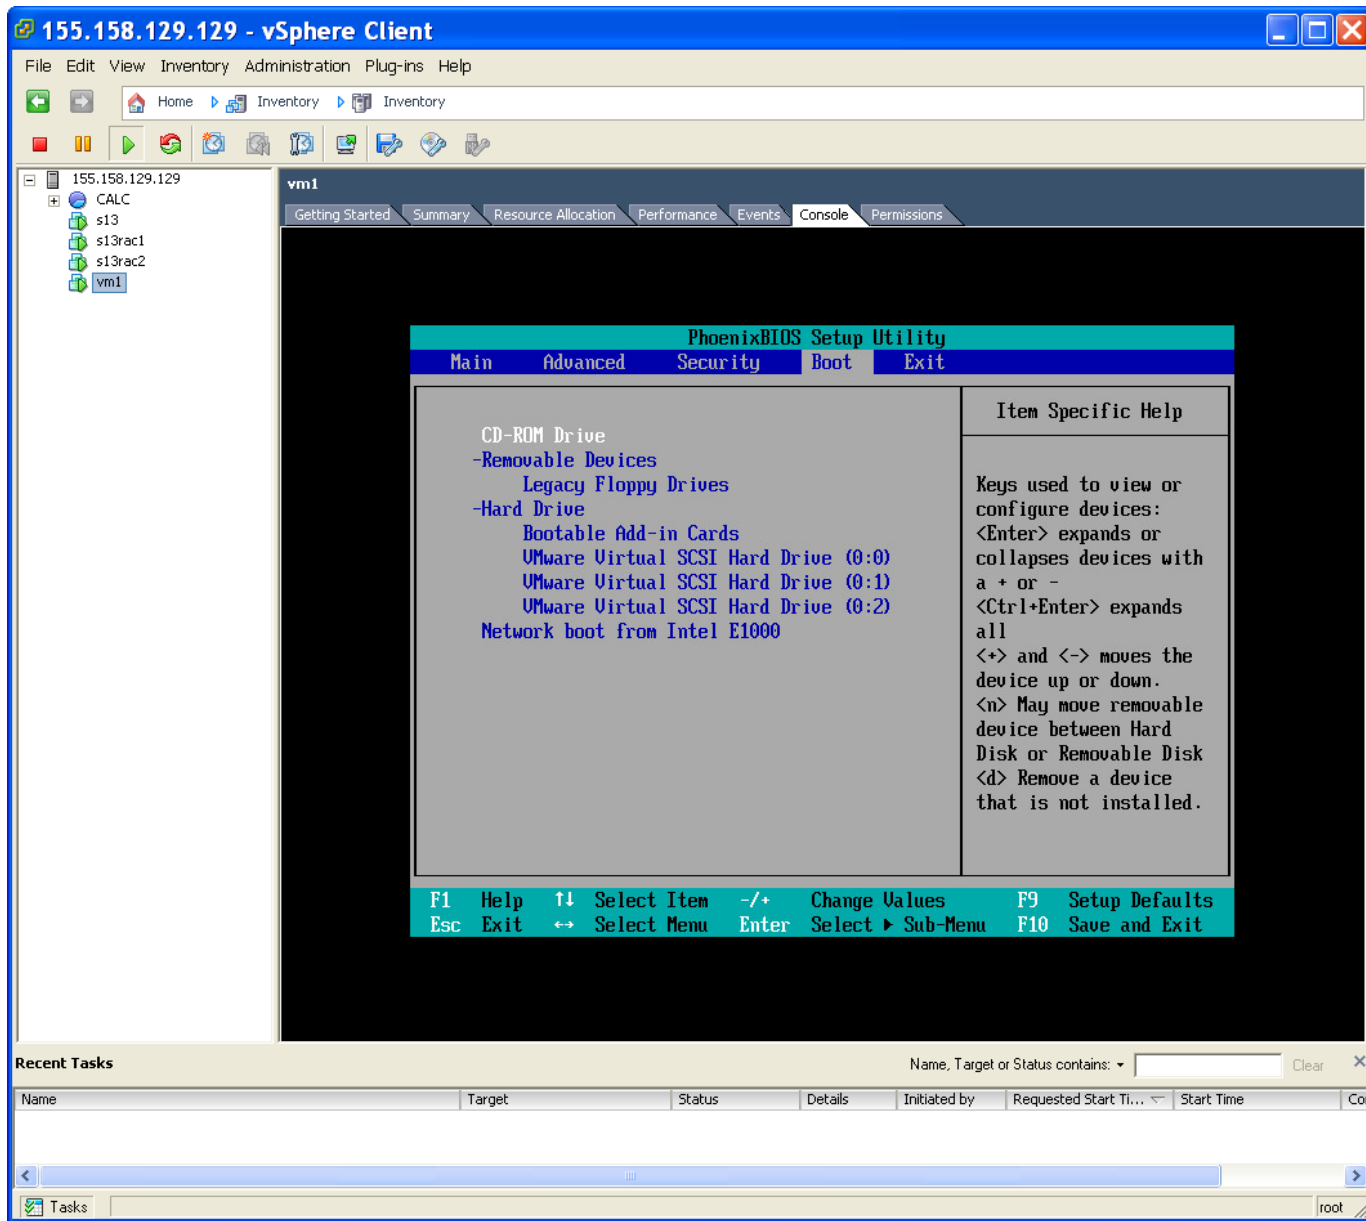 155.158.129.129 - vSphere Client
File Edit View Inventory Administration Plug-ins Help
Home Inventory Inventory
155.158.129.129
CALC
s13
s13rac1
s13rac2
vm1
vm1
Getting Started Summary Resource Allocation Performance Events Console Permissions
PhoenixBIOS Setup Utility
Main Advanced Security Boot Exit
CD-ROM Drive
-Removable Devices
Legacy Floppy Drives
-Hard Drive
Bootable Add-in Cards
VMware Virtual SCSI Hard Drive (0:0)
VMware Virtual SCSI Hard Drive (0:1)
VMware Virtual SCSI Hard Drive (0:2)
Network boot from Intel E1000
Item Specific Help
Keys used to view or
configure devices:
<Enter> expands or
collapses devices with
a + or -
<Ctrl+Enter> expands
all
<+> and <-> moves the
device up or down.
<n> May move removable
device between Hard
Disk or Removable Disk
<d> Remove a device
that is not installed.
F1 Help ↑↓ Select Item -/+ Change Values F9 Setup Defaults
Esc Exit ↔ Select Menu Enter Select ▶ Sub-Menu F10 Save and Exit
Recent Tasks
Name, Target or Status contains: Clear
Name Target Status Details Initiated by Requested Start Ti... Start Time Co
Tasks
root